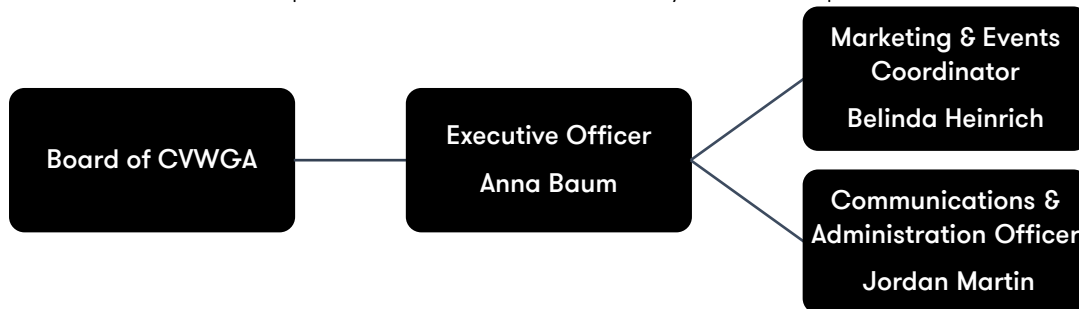 Board of CVWGA
Executive Officer
Anna Baum
Marketing & Events
Coordinator
Belinda Heinrich
Communications &
Administration Officer
Jordan Martin